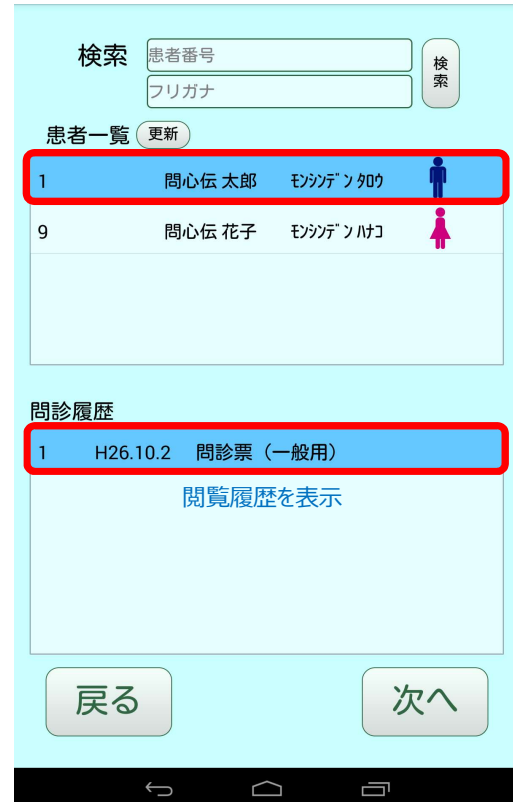 検索 患者番号 検索
フリガナ
患者一覧 更新
1 問心伝 太郎 ﾓﾝｼﾝﾃﾞﾝ ﾀﾛｳ
9 問心伝 花子 ﾓﾝｼﾝﾃﾞﾝ ﾊﾅｺ
問診履歴
1 H26.10.2 問診票（一般用）
閲覧履歴を表示
戻る 次へ